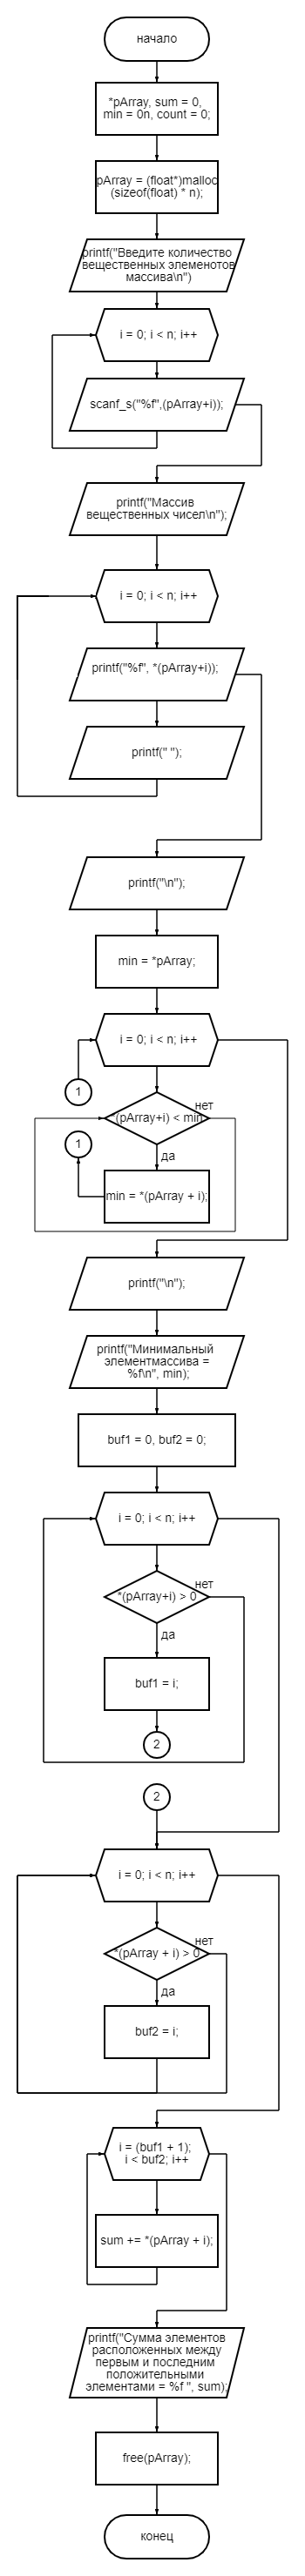 начало
*pArray, sum = 0,
min = 0n, count = 0;
pArray = (float*)malloc
(sizeof(float) * n);
printf("Введите количество
вещественных элеменотов
массива\n")
i = 0; i < n; i++
scanf_s("%f",(pArray+i));
printf("Массив
вещественных чисел\n");
i = 0; i < n; i++
printf("%f", *(pArray+i));
printf(" ");
printf("\n");
min = *pArray;
i = 0; i < n; i++
1
нет
*(pArray+i) < min
1
да
min = *(pArray + i);
printf("\n");
printf("Минимальный
элементмассива =
%f\n", min);
buf1 = 0, buf2 = 0;
i = 0; i < n; i++
нет
*(pArray+i) > 0
да
buf1 = i;
2
2
i = 0; i < n; i++
нет
*(pArray + i) > 0
да
buf2 = i;
i = (buf1 + 1);
i < buf2; i++
sum += *(pArray + i);
printf("Сумма элементов
расположенных между
первым и последним
положительными
элементами = %f ", sum);
free(pArray);
конец